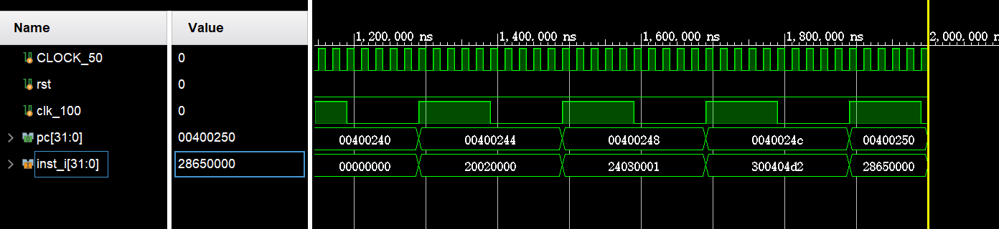 Name Value
1,200.000 ns 1,400.000 ns 1,600.000 ns 1,800.000 ns 2,000.000 ns
CLOCK_50 0
rst 0
clk_100 0
pc[31:0] 00400250 00400240 00400244 00400248 0040024c 00400250
inst_i[31:0] 28650000 00000000 20020000 24030001 300404d2 28650000